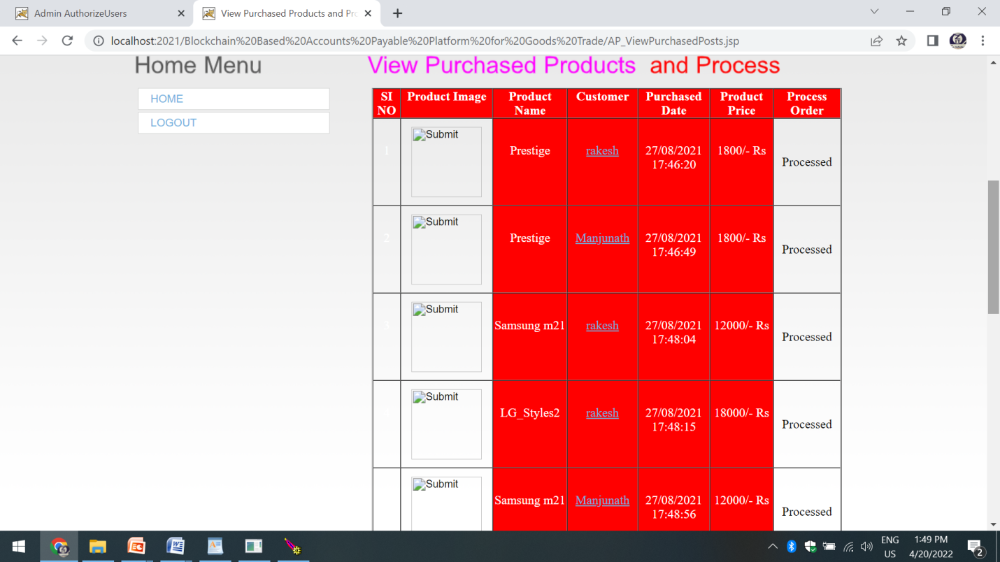 Admin AuthorizeUsers
View Purchased Products and Pr
localhost:2021/Blockchain%20Based%20Accounts%20Payable%20Platform%20for%20Goods%20Trade/AP_ViewPurchasedPosts.jsp
Home Menu
HOME
LOGOUT
View Purchased Products and Process
SI NO Product Image Product Name Customer Purchased Date Product Price Process Order
1 Submit Prestige rakesh 27/08/2021 17:46:20 1800/- Rs Processed
2 Submit Prestige Manjunath 27/08/2021 17:46:49 1800/- Rs Processed
3 Submit Samsung m21 rakesh 27/08/2021 17:48:04 12000/- Rs Processed
Submit LG_Styles2 rakesh 27/08/2021 17:48:15 18000/- Rs Processed
Submit Samsung m21 Manjunath 27/08/2021 17:48:56 12000/- Rs Processed
ENG
US
1:49 PM
4/20/2022
2